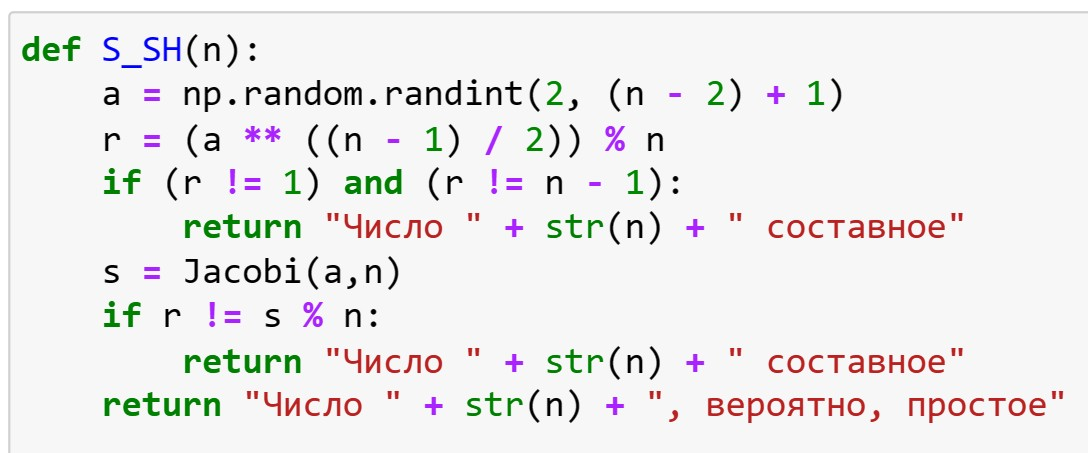 def S_SH(n):
    a = np.random.randint(2, (n - 2) + 1)
    r = (a ** ((n - 1) / 2)) % n
    if (r != 1) and (r != n - 1):
        return "Число " + str(n) + " составное"
    s = Jacobi(a,n)
    if r != s % n:
        return "Число " + str(n) + " составное"
    return "Число " + str(n) + ", вероятно, простое"